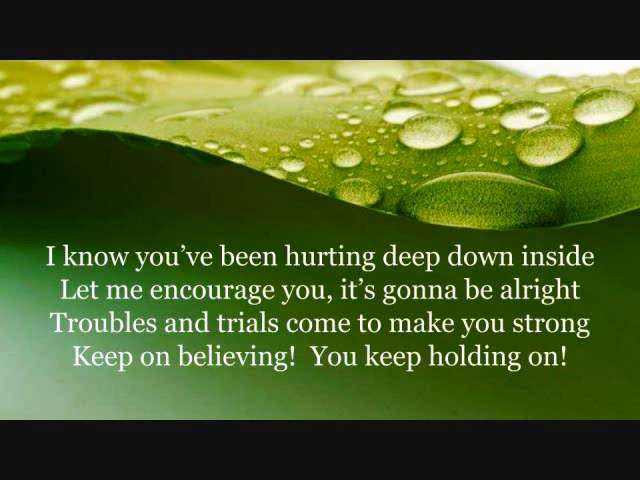 I know you’ve been hurting deep down inside
Let me encourage you, it’s gonna be alright
Troubles and trials come to make you strong
Keep on believing!  You keep holding on!